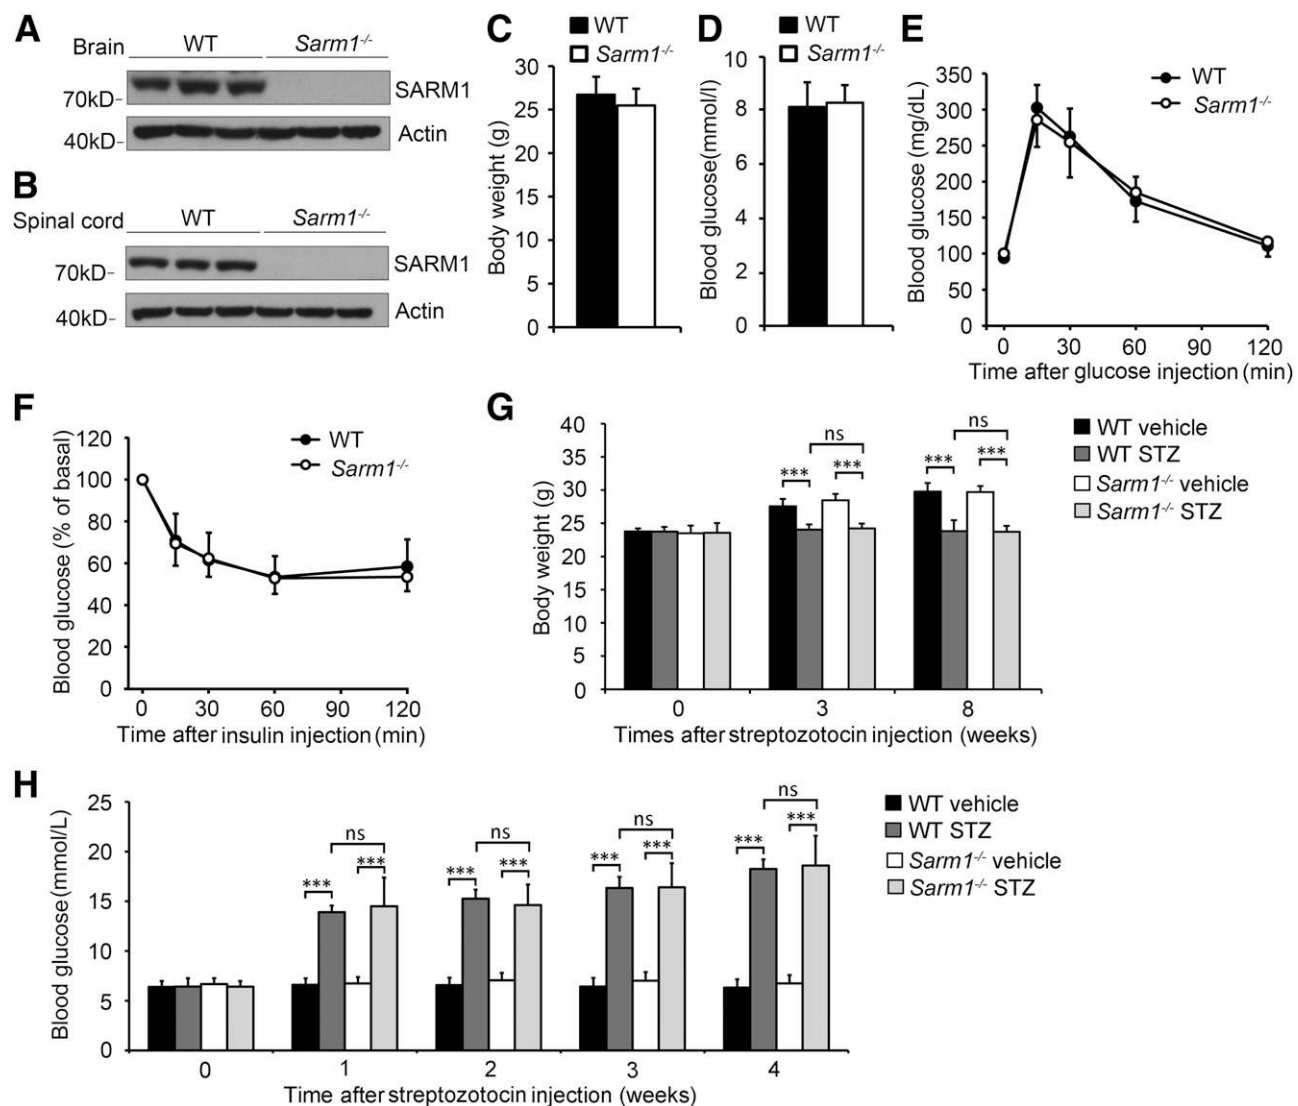 A
Brain WT Sarm1-/-
70kD- SARM1
40kD- Actin
B
Spinal cord WT Sarm1-/-
70kD- SARM1
40kD- Actin
C
WT
Sarm1-/-
Body weight (g)
30
25
20
15
10
5
0
D
WT
Sarm1-/-
Blood glucose(mmol/l)
10
8
6
4
2
0
E
WT
Sarm1-/-
Blood glucose (mg/dL)
350
300
250
200
150
100
50
0
0 30 60 90 120
Time after glucose injection (min)
F
WT
Sarm1-/-
Blood glucose (% of basal)
120
100
80
60
40
20
0
0 30 60 90 120
Time after insulin injection (min)
G
Body weight (g)
40
35
30
25
20
15
10
5
0
ns ns
*** *** *** ***
0 3 8
Times after streptozotocin injection (weeks)
WT vehicle
WT STZ
Sarm1-/- vehicle
Sarm1-/- STZ
H
Blood glucose (mmol/L)
25
20
15
10
5
0
ns ns ns ns
*** *** *** *** *** *** *** ***
0 1 2 3 4
Time after streptozotocin injection (weeks)
WT vehicle
WT STZ
Sarm1-/- vehicle
Sarm1-/- STZ